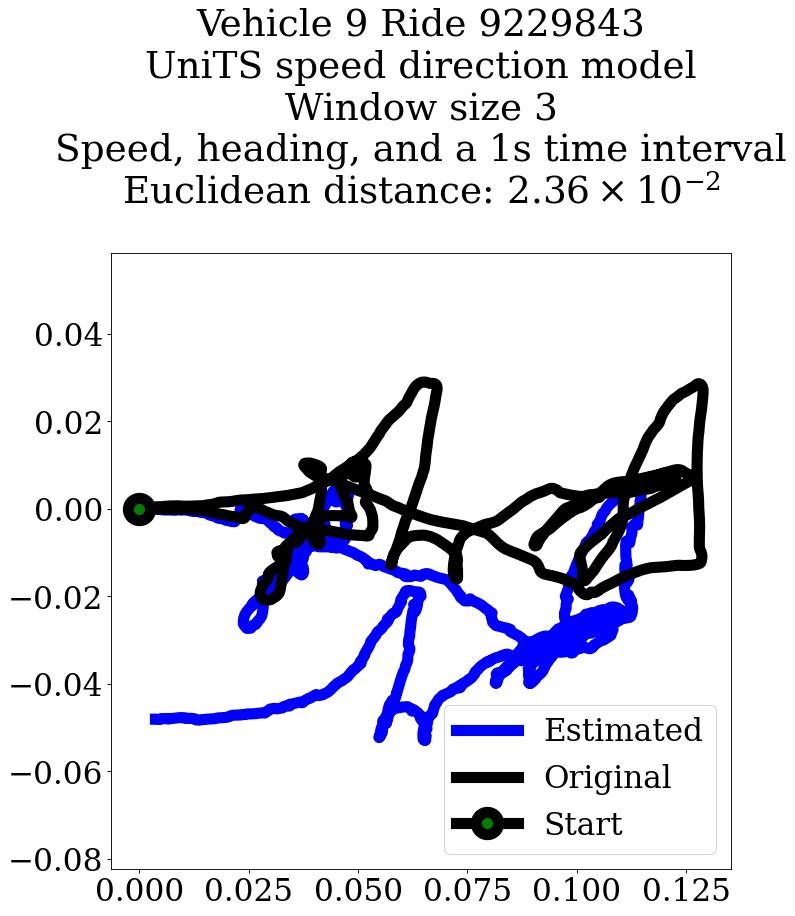 Vehicle 9 Ride 9229843
UniTS speed direction model
Window size 3
Speed, heading, and a 1s time interval
Euclidean distance: 2.36 × 10⁻²
0.04
0.02
0.00
−0.02
−0.04
−0.06
−0.08
Estimated
Original
Start
0.000 0.025 0.050 0.075 0.100 0.125